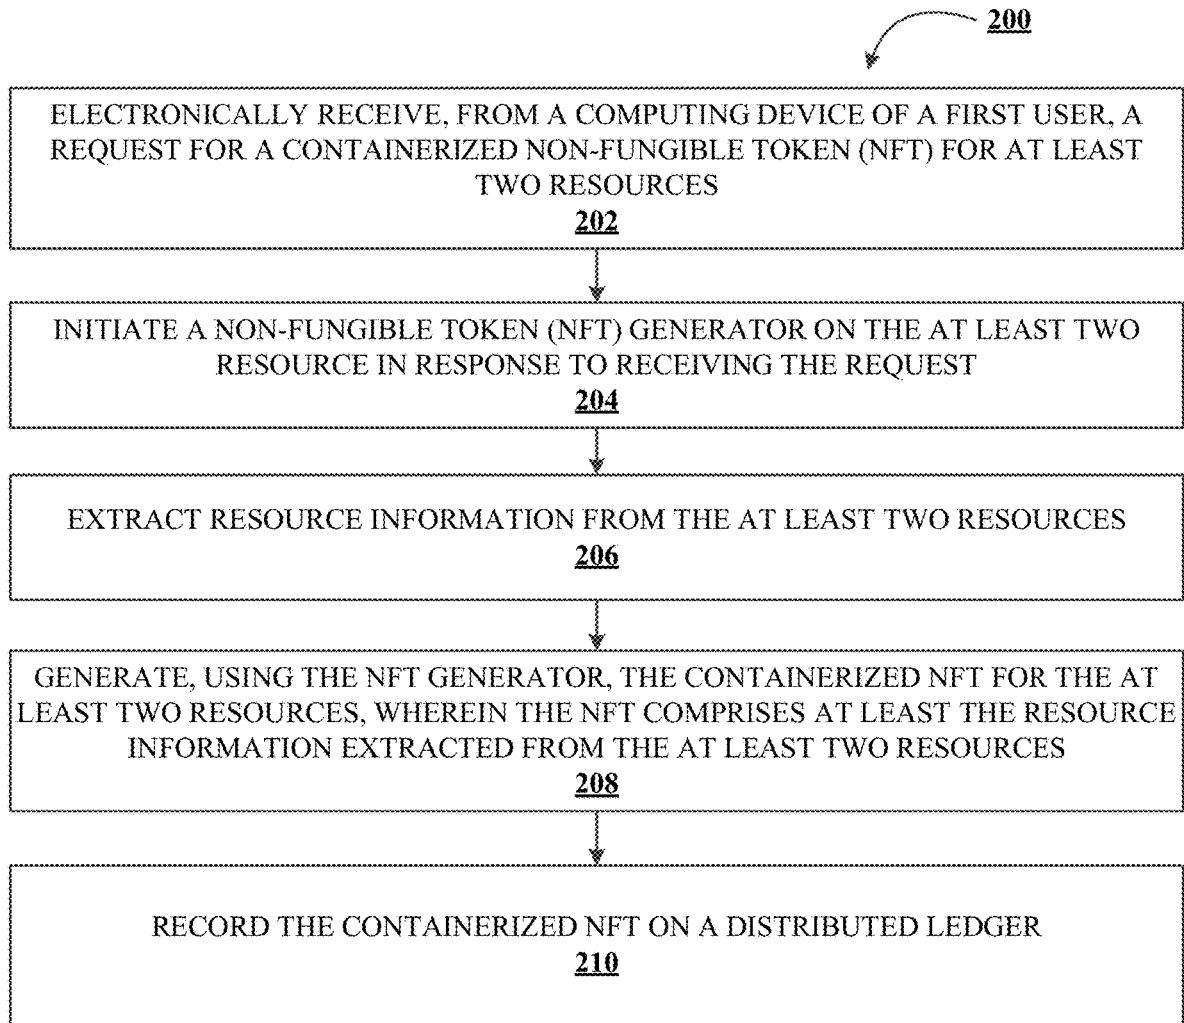 200
ELECTRONICALLY RECEIVE, FROM A COMPUTING DEVICE OF A FIRST USER, A
REQUEST FOR A CONTAINERIZED NON-FUNGIBLE TOKEN (NFT) FOR AT LEAST
TWO RESOURCES
202
INITIATE A NON-FUNGIBLE TOKEN (NFT) GENERATOR ON THE AT LEAST TWO
RESOURCE IN RESPONSE TO RECEIVING THE REQUEST
204
EXTRACT RESOURCE INFORMATION FROM THE AT LEAST TWO RESOURCES
206
GENERATE, USING THE NFT GENERATOR, THE CONTAINERIZED NFT FOR THE AT
LEAST TWO RESOURCES, WHEREIN THE NFT COMPRISES AT LEAST THE RESOURCE
INFORMATION EXTRACTED FROM THE AT LEAST TWO RESOURCES
208
RECORD THE CONTAINERIZED NFT ON A DISTRIBUTED LEDGER
210